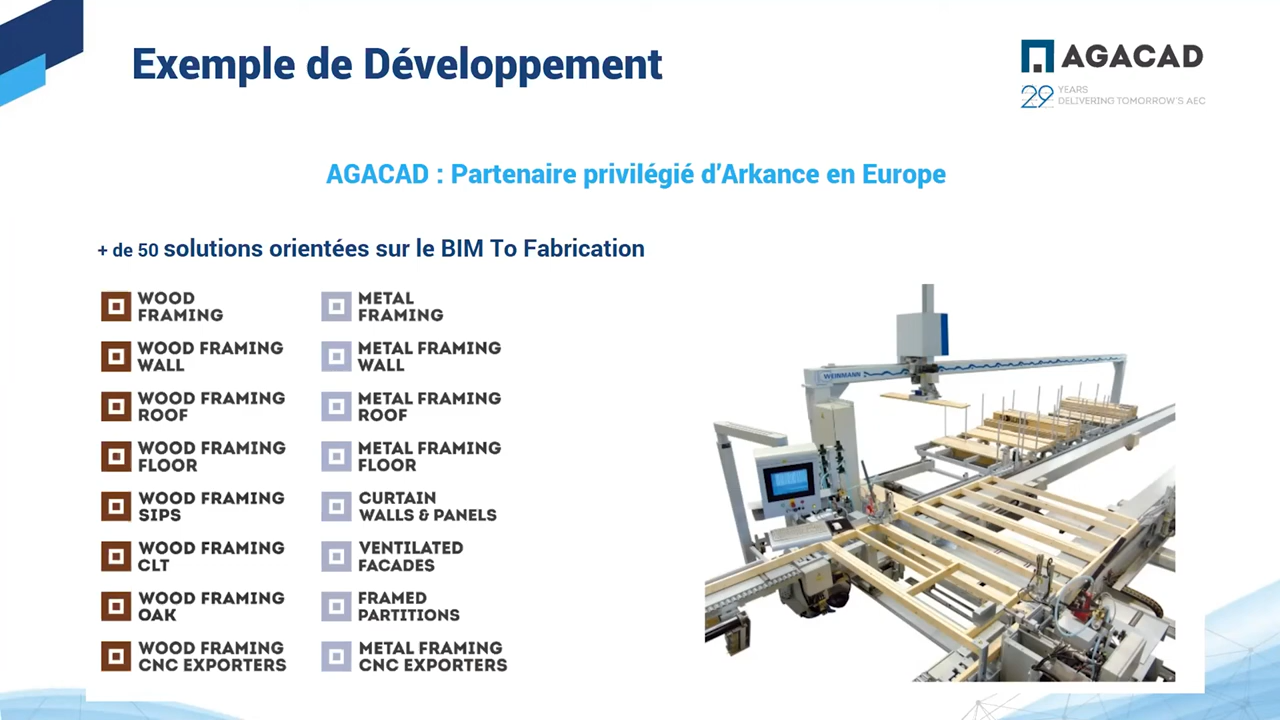 Exemple de Développement
AGACAD
29 YEARS
DELIVERING TOMORROW'S AEC
AGACAD : Partenaire privilégié d'Arkance en Europe
+ de 50 solutions orientées sur le BIM To Fabrication
WOOD
FRAMING
WOOD FRAMING
WALL
WOOD FRAMING
ROOF
WOOD FRAMING
FLOOR
WOOD FRAMING
SIPS
WOOD FRAMING
CLT
WOOD FRAMING
OAK
WOOD FRAMING
CNC EXPORTERS
METAL
FRAMING
METAL FRAMING
WALL
METAL FRAMING
ROOF
METAL FRAMING
FLOOR
CURTAIN
WALLS & PANELS
VENTILATED
FACADES
FRAMED
PARTITIONS
METAL FRAMING
CNC EXPORTERS
WEINMANN